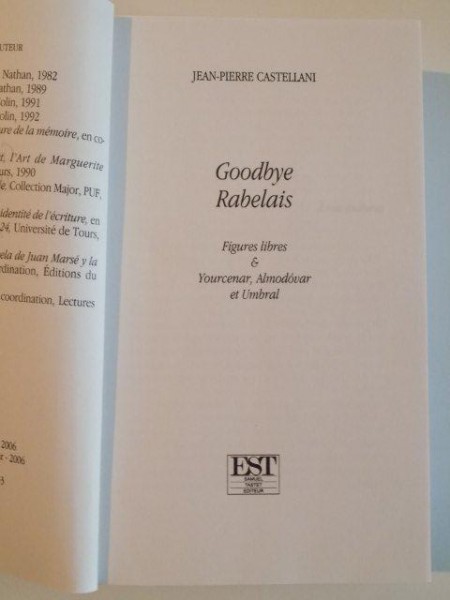 UTEUR
Nathan, 1982
athan, 1989
olin, 1991
olin, 1992
ure de la mémoire, en co-
t, l'Art de Marguerite
urs, 1990
le, Collection Major, PUF,
identité de l'écriture, en
24, Université de Tours,
ela de Juan Marsé y la
rdination, Éditions du
coordination, Lectures
2006
r - 2006
3
JEAN-PIERRE CASTELLANI
Goodbye
Rabelais
Figures libres
&
Yourcenar, Almodóvar
et Umbral
EST
SAMUEL
TASTET
EDITEUR